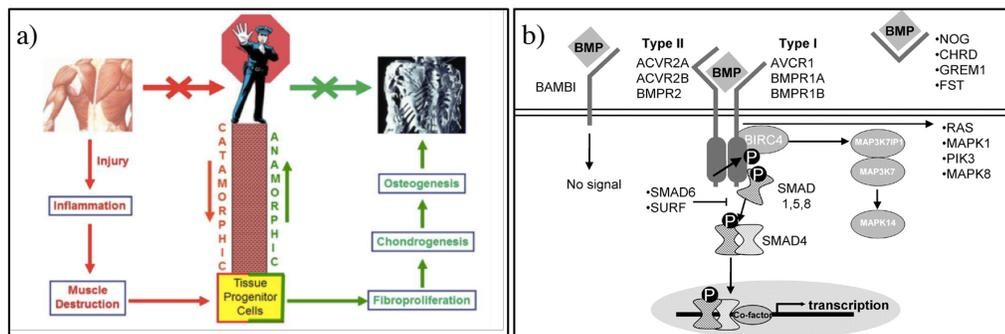 a)
Injury
Inflammation
Muscle
Destruction
CATAMORPHIC
ANAMORPHIC
Tissue
Progenitor
Cells
Osteogenesis
Chondrogenesis
Fibroproliferation
b)
BMP
BAMBI
No signal
Type II
ACVR2A
ACVR2B
BMPR2
BMP
Type I
AVCR1
BMPR1A
BMPR1B
BMP
•NOG
•CHRD
•GREM1
•FST
BIRC4
P
P
•SMAD6
•SURF
SMAD
1,5,8
P
SMAD4
MAP3K7IP1
MAP3K7
MAPK14
•RAS
•MAPK1
•PIK3
•MAPK8
P
Co-factor
transcription